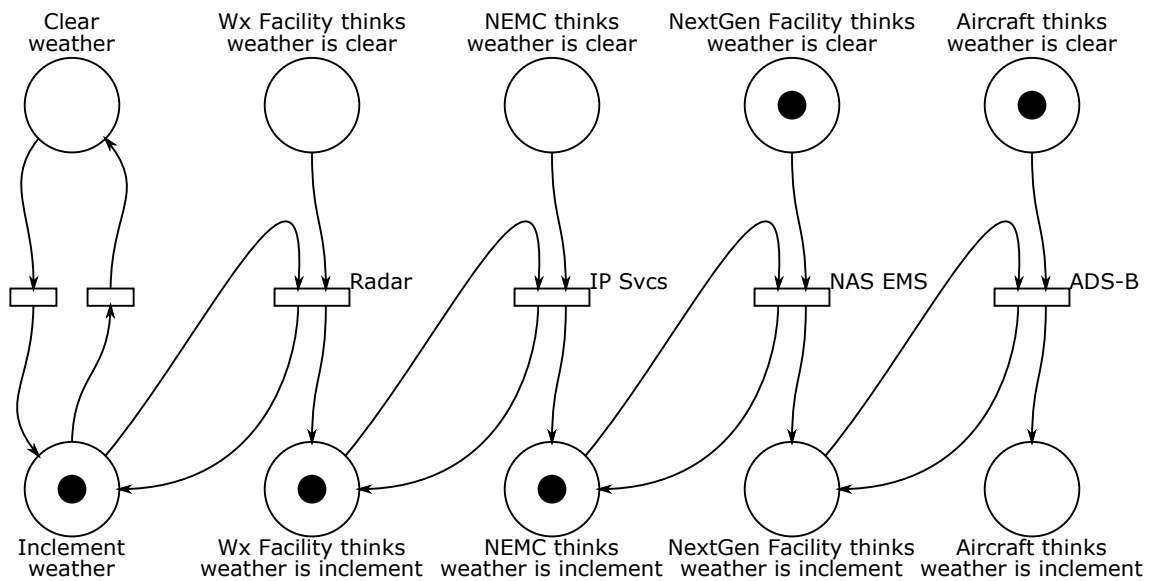 Clear
weather
Wx Facility thinks
weather is clear
NEMC thinks
weather is clear
NextGen Facility thinks
weather is clear
Aircraft thinks
weather is clear
Radar
IP Svcs
NAS EMS
ADS-B
Inclement
weather
Wx Facility thinks
weather is inclement
NEMC thinks
weather is inclement
NextGen Facility thinks
weather is inclement
Aircraft thinks
weather is inclement